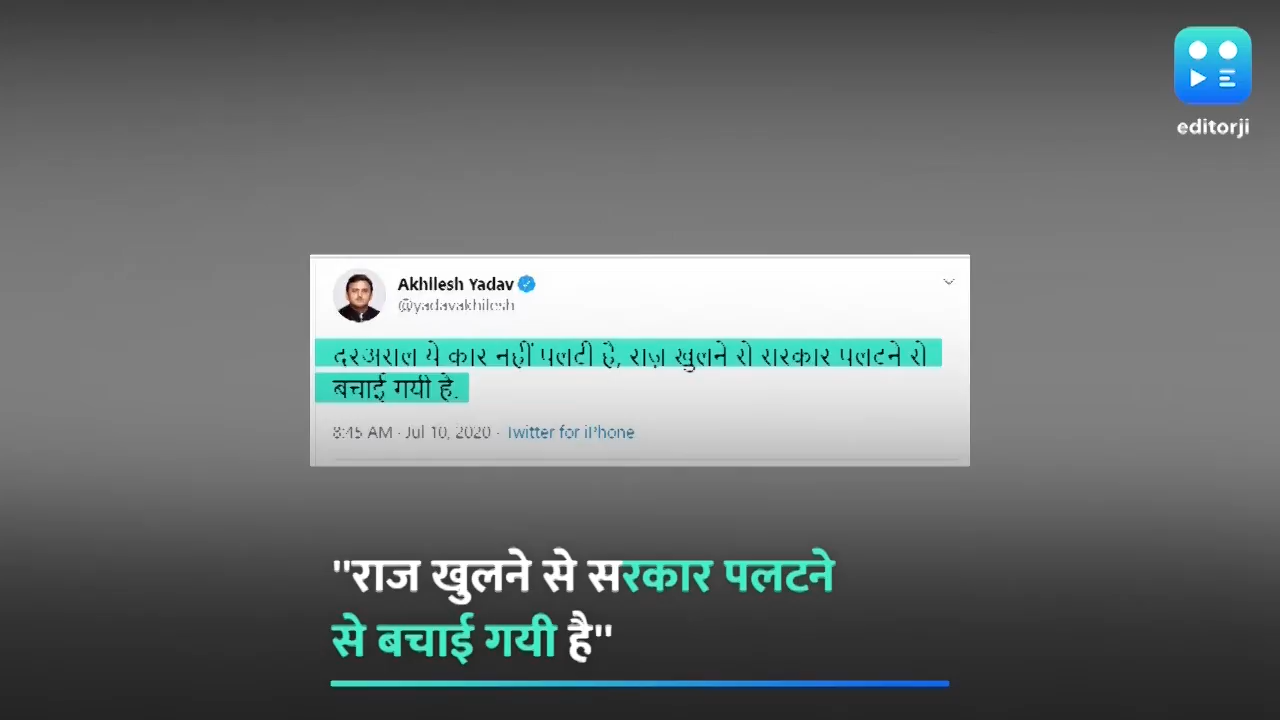 editorji
Akhilesh Yadav
@yadavakhilesh
दरअसल ये कार नहीं पलटी है, राज़ खुलने से सरकार पलटने से
बचाई गयी है.
8:45 AM · Jul 10, 2020 · Twitter for iPhone
"राज खुलने से सरकार पलटने
से बचाई गयी है"